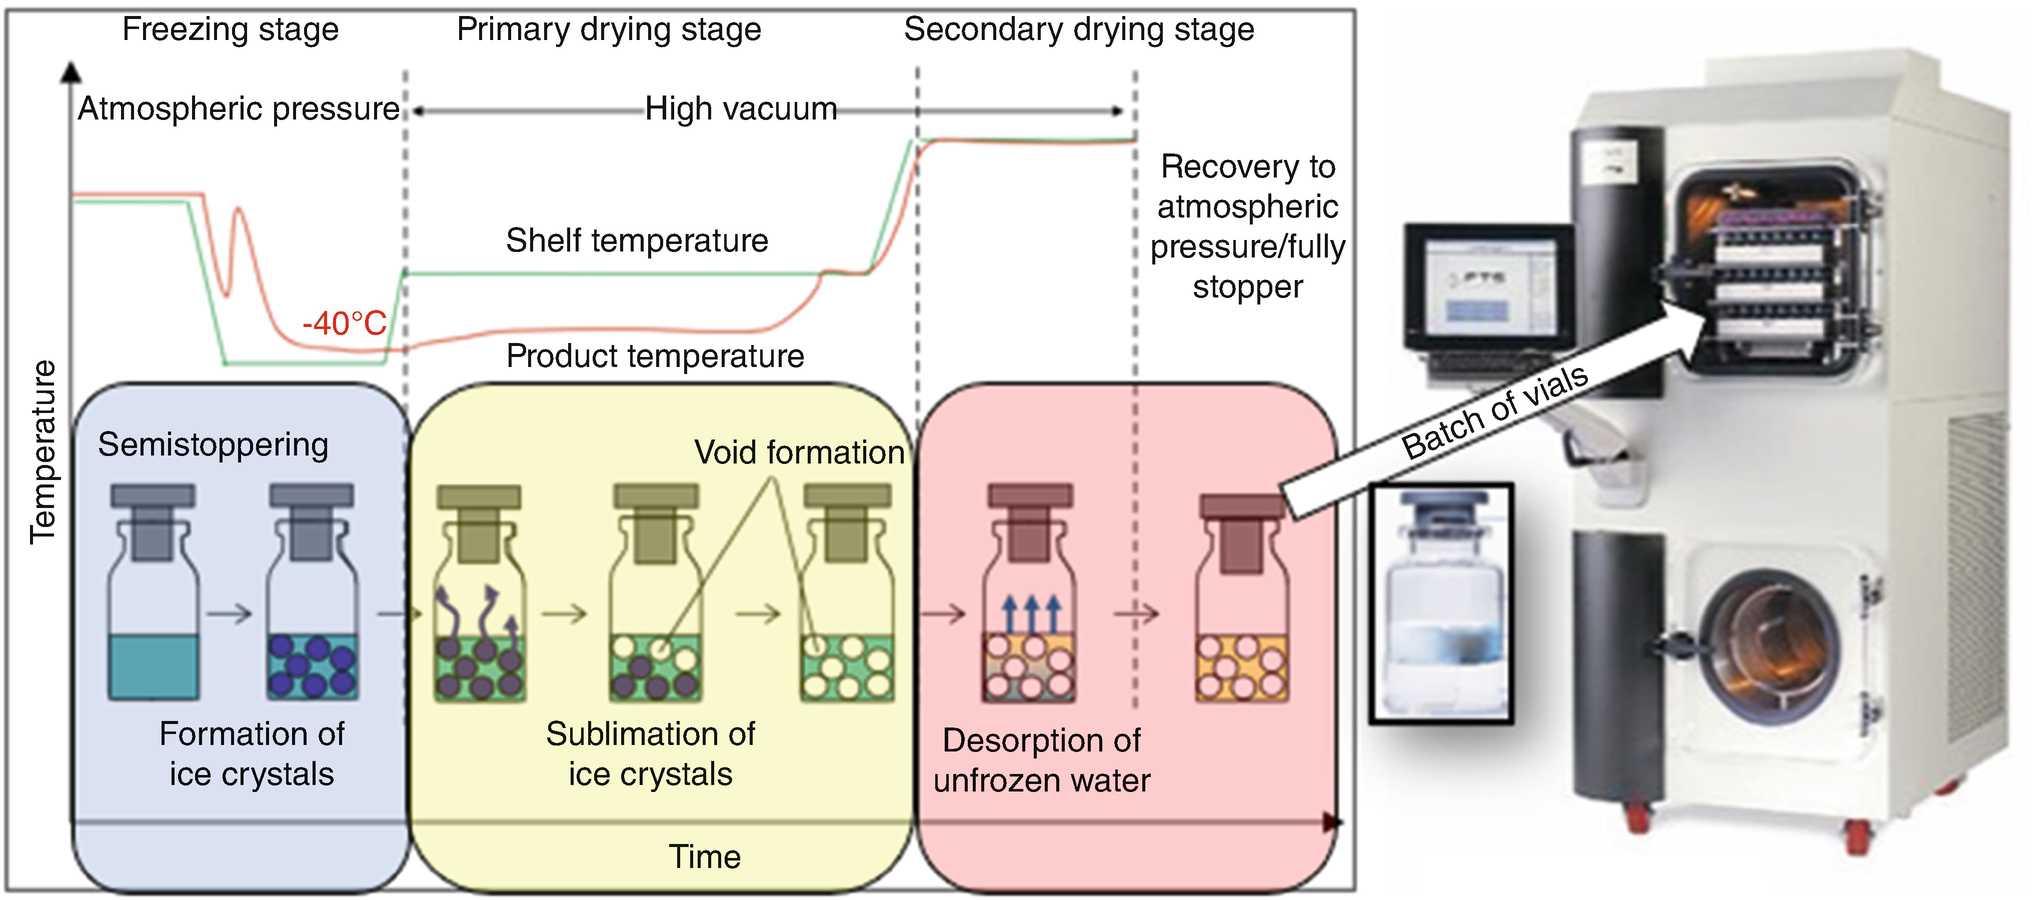 Freezing stage
Primary drying stage
Secondary drying stage
Atmospheric pressure
High vacuum
Recovery to
atmospheric
pressure/fully
stopper
Shelf temperature
-40°C
Product temperature
Temperature
Semistoppering
Void formation
Batch of vials
Formation of
ice crystals
Sublimation of
ice crystals
Desorption of
unfrozen water
Time